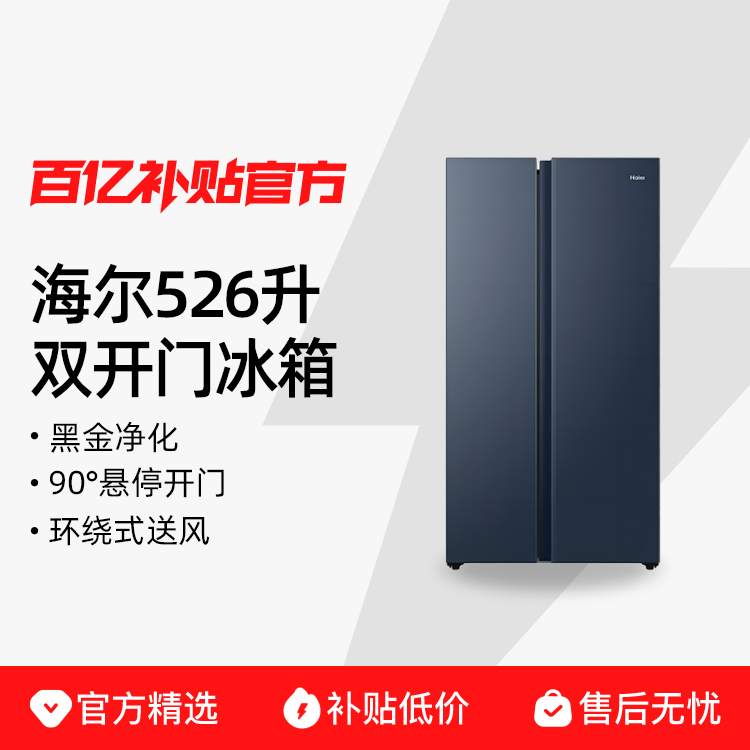 百亿补贴官方
Haier
海尔526升
双开门冰箱
• 黑金净化
• 90°悬停开门
• 环绕式送风
官方精选
补贴低价
售后无忧